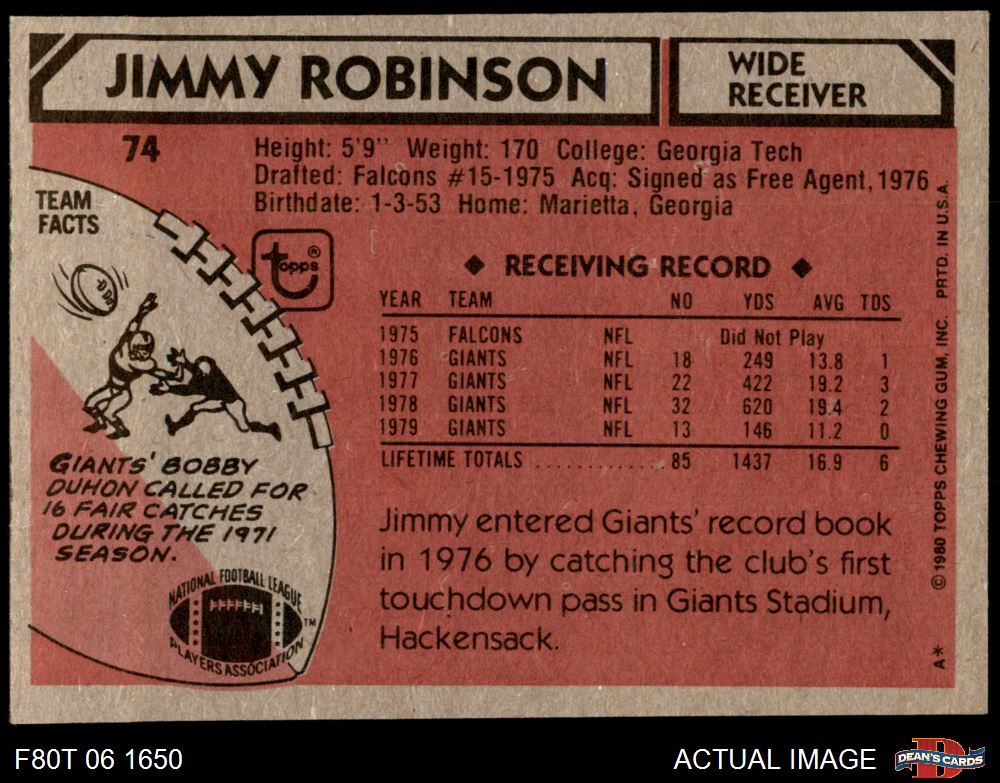 JIMMY ROBINSON
WIDE
RECEIVER
74
Height: 5'9" Weight: 170 College: Georgia Tech
Drafted: Falcons #15-1975 Acq: Signed as Free Agent, 1976
Birthdate: 1-3-53 Home: Marietta, Georgia
TEAM
FACTS
topps®
◆ RECEIVING RECORD ◆
YEAR TEAM NO YDS AVG TDS
1975 FALCONS NFL Did Not Play
1976 GIANTS NFL 18 249 13.8 1
1977 GIANTS NFL 22 422 19.2 3
1978 GIANTS NFL 32 620 19.4 2
1979 GIANTS NFL 13 146 11.2 0
LIFETIME TOTALS .............. 85 1437 16.9 6
GIANTS' BOBBY
DUHON CALLED FOR
16 FAIR CATCHES
DURING THE 1971
SEASON.
Jimmy entered Giants' record book
in 1976 by catching the club's first
touchdown pass in Giants Stadium,
Hackensack.
NATIONAL FOOTBALL LEAGUE
PLAYERS ASSOCIATION
TM
A* © 1980 TOPPS CHEWING GUM, INC. PRTD. IN U.S.A.
F80T 06 1650
ACTUAL IMAGE
D
DEAN'S CARDS